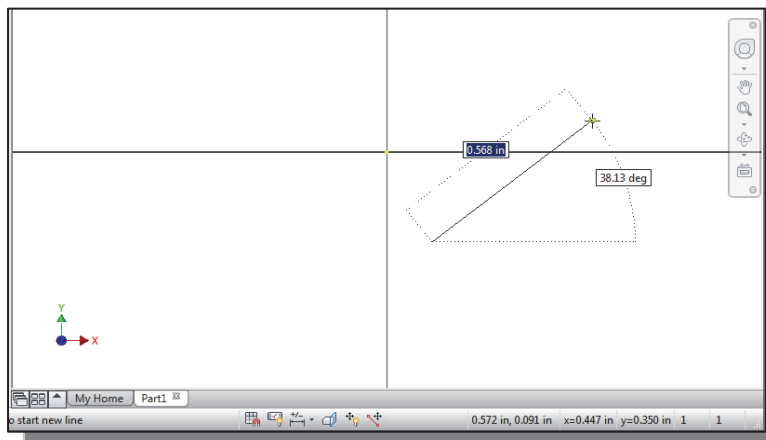 0.568 in
38.13 deg
Y
X
My Home Part1
o start new line +/- 0.572 in, 0.091 in x=0.447 in y=0.350 in 1 1